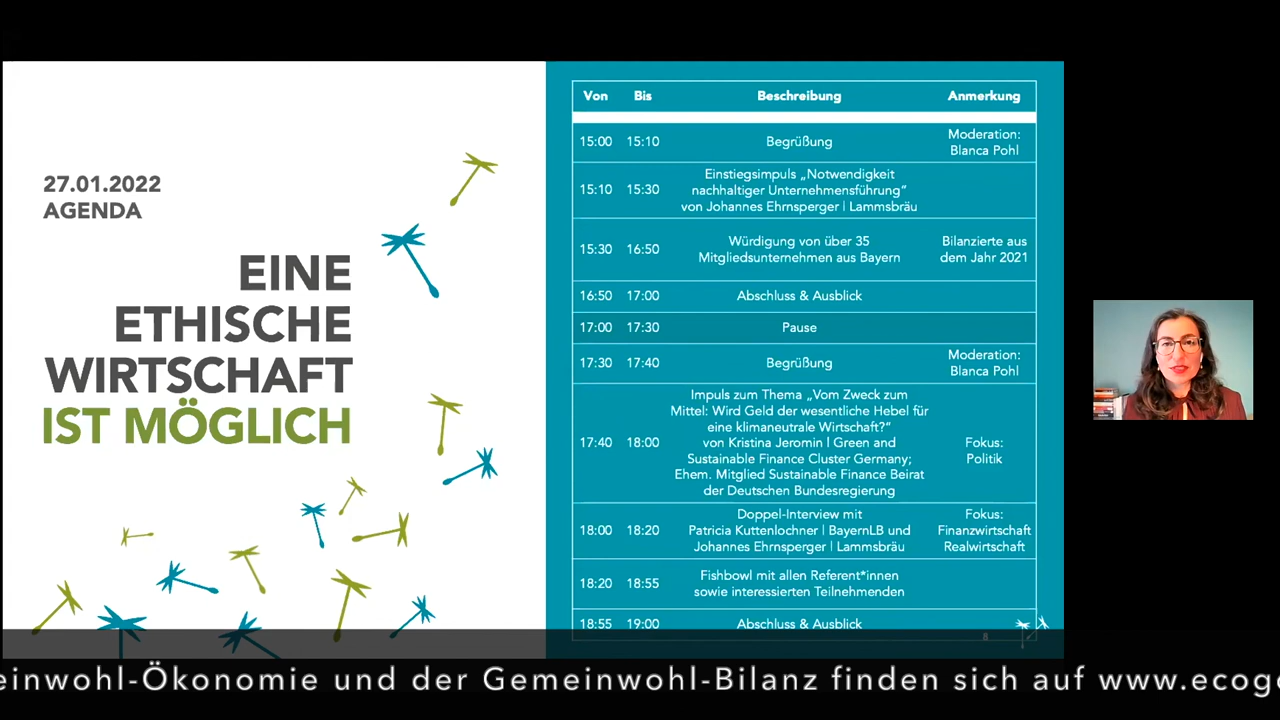 27.01.2022
AGENDA
EINE
ETHISCHE
WIRTSCHAFT
IST MÖGLICH
Von Bis Beschreibung Anmerkung
15:00 15:10 Begrüßung Moderation:
Blanca Pohl
15:10 15:30 Einstiegsimpuls „Notwendigkeit
nachhaltiger Unternehmensführung"
von Johannes Ehrnsperger | Lammsbräu
15:30 16:50 Würdigung von über 35
Mitgliedsunternehmen aus Bayern
Bilanzierte aus
dem Jahr 2021
16:50 17:00 Abschluss & Ausblick
17:00 17:30 Pause
17:30 17:40 Begrüßung Moderation:
Blanca Pohl
17:40 18:00 Impuls zum Thema „Vom Zweck zum
Mittel: Wird Geld der wesentliche Hebel für
eine klimaneutrale Wirtschaft?"
von Kristina Jeromin | Green and
Sustainable Finance Cluster Germany;
Ehem. Mitglied Sustainable Finance Beirat
der Deutschen Bundesregierung
Fokus:
Politik
18:00 18:20 Doppel-Interview mit
Patricia Kuttenlochner | BayernLB und
Johannes Ehrnsperger | Lammsbräu
Fokus:
Finanzwirtschaft
Realwirtschaft
18:20 18:55 Fishbowl mit allen Referent*innen
sowie interessierten Teilnehmenden
18:55 19:00 Abschluss & Ausblick
8
einwohl-Ökonomie und der Gemeinwohl-Bilanz finden sich auf www.ecogo